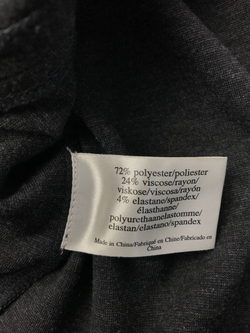 72% polyester/poliester
24% viscose/rayon/
viskose/viscosa/rayón
4% elastane/spandex/
élasthanne/
polyurethaanelastomme/
elastan/elastano/spandex
Made in China/Fabriqué en Chine/Fabricado en
China